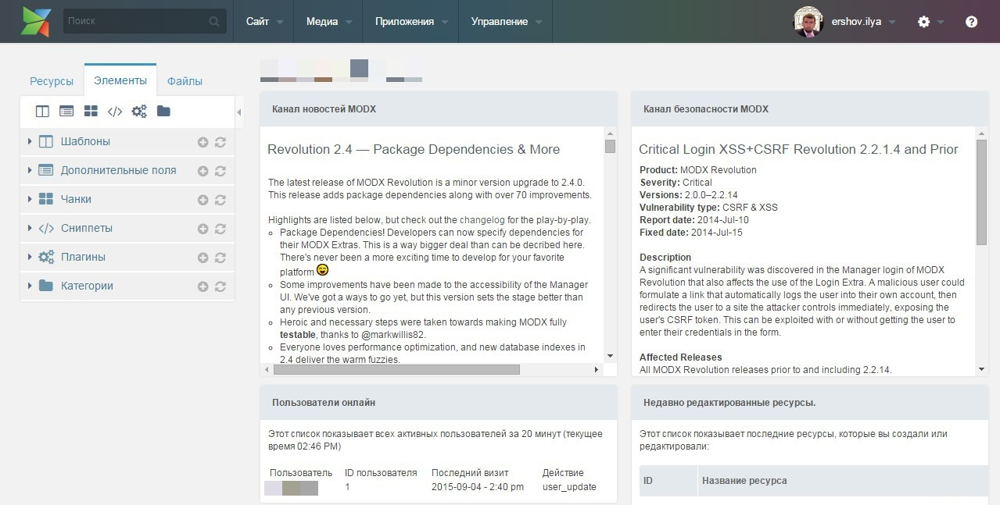 Поиск
Сайт
Медиа
Приложения
Управление
ershov.ilya
Ресурсы
Элементы
Файлы
Шаблоны
Дополнительные поля
Чанки
Сниппеты
Плагины
Категории
Канал новостей MODX
Revolution 2.4 — Package Dependencies & More
The latest release of MODX Revolution is a minor version upgrade to 2.4.0.
This release adds package dependencies along with over 70 improvements.
Highlights are listed below, but check out the changelog for the play-by-play.
Package Dependencies! Developers can now specify dependencies for
their MODX Extras. This is a way bigger deal than can be decribed here.
There's never been a more exciting time to develop for your favorite
platform
Some improvements have been made to the accessibility of the Manager
UI. We've got a ways to go yet, but this version sets the stage better than
any previous version.
Heroic and necessary steps were taken towards making MODX fully
testable, thanks to @markwillis82.
Everyone loves performance optimization, and new database indexes in
2.4 deliver the warm fuzzies.
Канал безопасности MODX
Critical Login XSS+CSRF Revolution 2.2.1.4 and Prior
Product: MODX Revolution
Severity: Critical
Versions: 2.0.0–2.2.14
Vulnerability type: CSRF & XSS
Report date: 2014-Jul-10
Fixed date: 2014-Jul-15
Description
A significant vulnerability was discovered in the Manager login of MODX
Revolution that also affects the use of the Login Extra. A malicious user could
formulate a link that automatically logs the user into their own account, then
redirects the user to a site the attacker controls immediately, exposing the
user's CSRF token. This can be exploited with or without getting the user to
enter their credentials in the form.
Affected Releases
All MODX Revolution releases prior to and including 2.2.14.
Пользователи онлайн
Этот список показывает всех активных пользователей за 20 минут (текущее
время 02:46 PM)
Пользователь ID пользователя Последний визит Действие
1 2015-09-04 - 2:40 pm user_update
Недавно редактированные ресурсы.
Этот список показывает последние ресурсы, которые вы создали или
редактировали:
ID Название ресурса